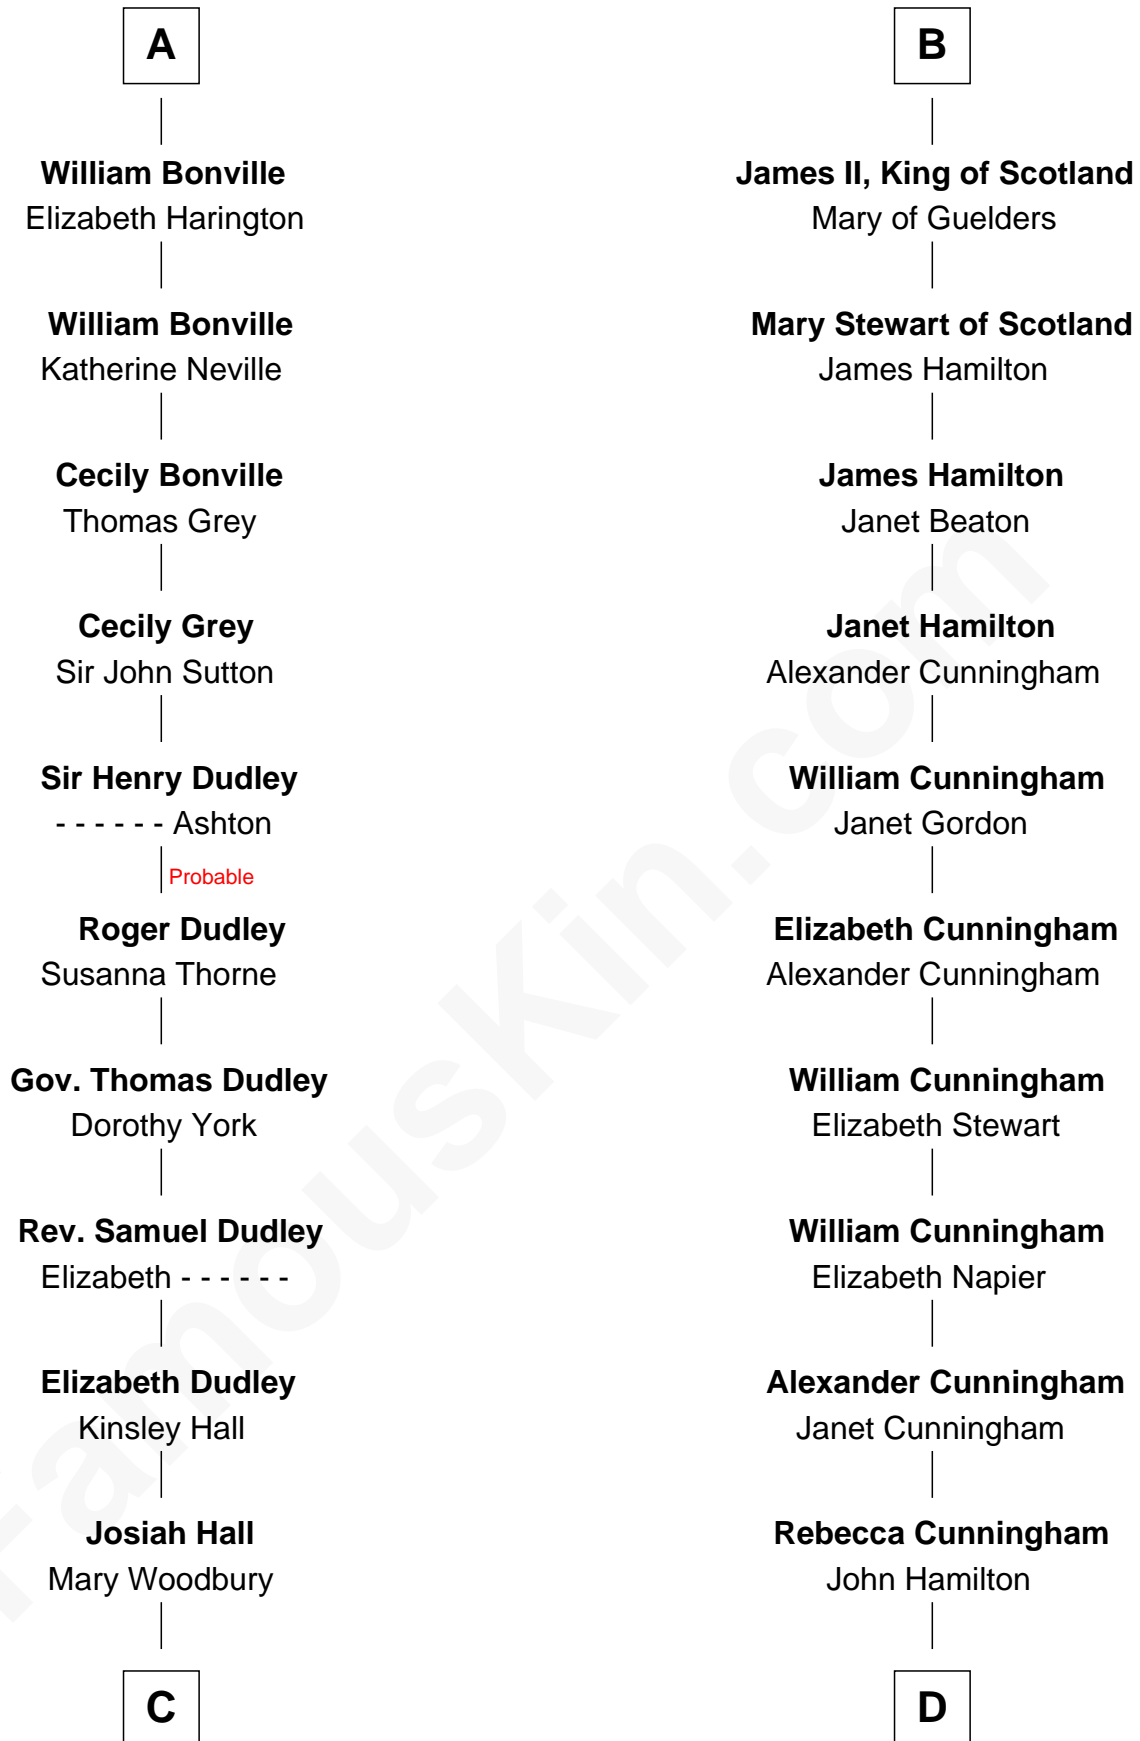 A
William Bonville
Elizabeth Harington
William Bonville
Katherine Neville
Cecily Bonville
Thomas Grey
Cecily Grey
Sir John Sutton
Sir Henry Dudley
- - - - - - Ashton
Probable
Roger Dudley
Susanna Thorne
Gov. Thomas Dudley
Dorothy York
Rev. Samuel Dudley
Elizabeth - - - - - -
Elizabeth Dudley
Kinsley Hall
Josiah Hall
Mary Woodbury
C
B
James II, King of Scotland
Mary of Guelders
Mary Stewart of Scotland
James Hamilton
James Hamilton
Janet Beaton
Janet Hamilton
Alexander Cunningham
William Cunningham
Janet Gordon
Elizabeth Cunningham
Alexander Cunningham
William Cunningham
Elizabeth Stewart
William Cunningham
Elizabeth Napier
Alexander Cunningham
Janet Cunningham
Rebecca Cunningham
John Hamilton
D
FamousKin.com